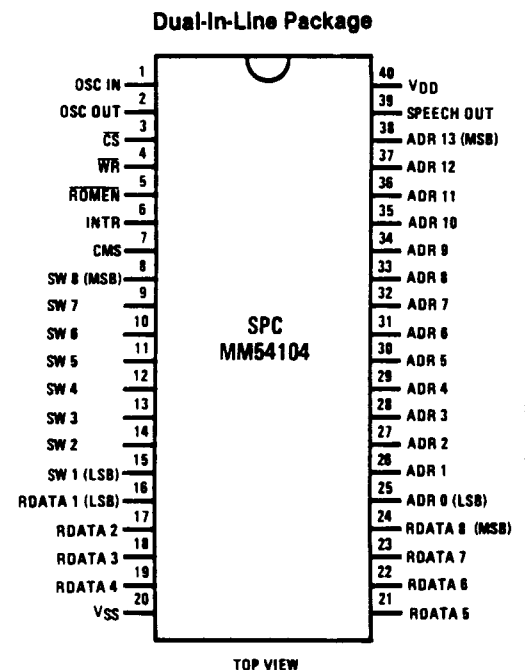 Dual-In-Line Package
1 OSC IN
2 OSC OUT
3 C̅S̅
4 W̅R̅
5 R̅O̅M̅E̅N̅
6 INTR
7 CMS
8 SW 8 (MSB)
9 SW 7
10 SW 6
11 SW 5
12 SW 4
13 SW 3
14 SW 2
15 SW 1 (LSB)
16 RDATA 1 (LSB)
17 RDATA 2
18 RDATA 3
19 RDATA 4
20 VSS
SPC
MM54104
40 VDD
39 SPEECH OUT
38 ADR 13 (MSB)
37 ADR 12
36 ADR 11
35 ADR 10
34 ADR 9
33 ADR 8
32 ADR 7
31 ADR 6
30 ADR 5
29 ADR 4
28 ADR 3
27 ADR 2
26 ADR 1
25 ADR 0 (LSB)
24 RDATA 8 (MSB)
23 RDATA 7
22 RDATA 6
21 RDATA 5
TOP VIEW